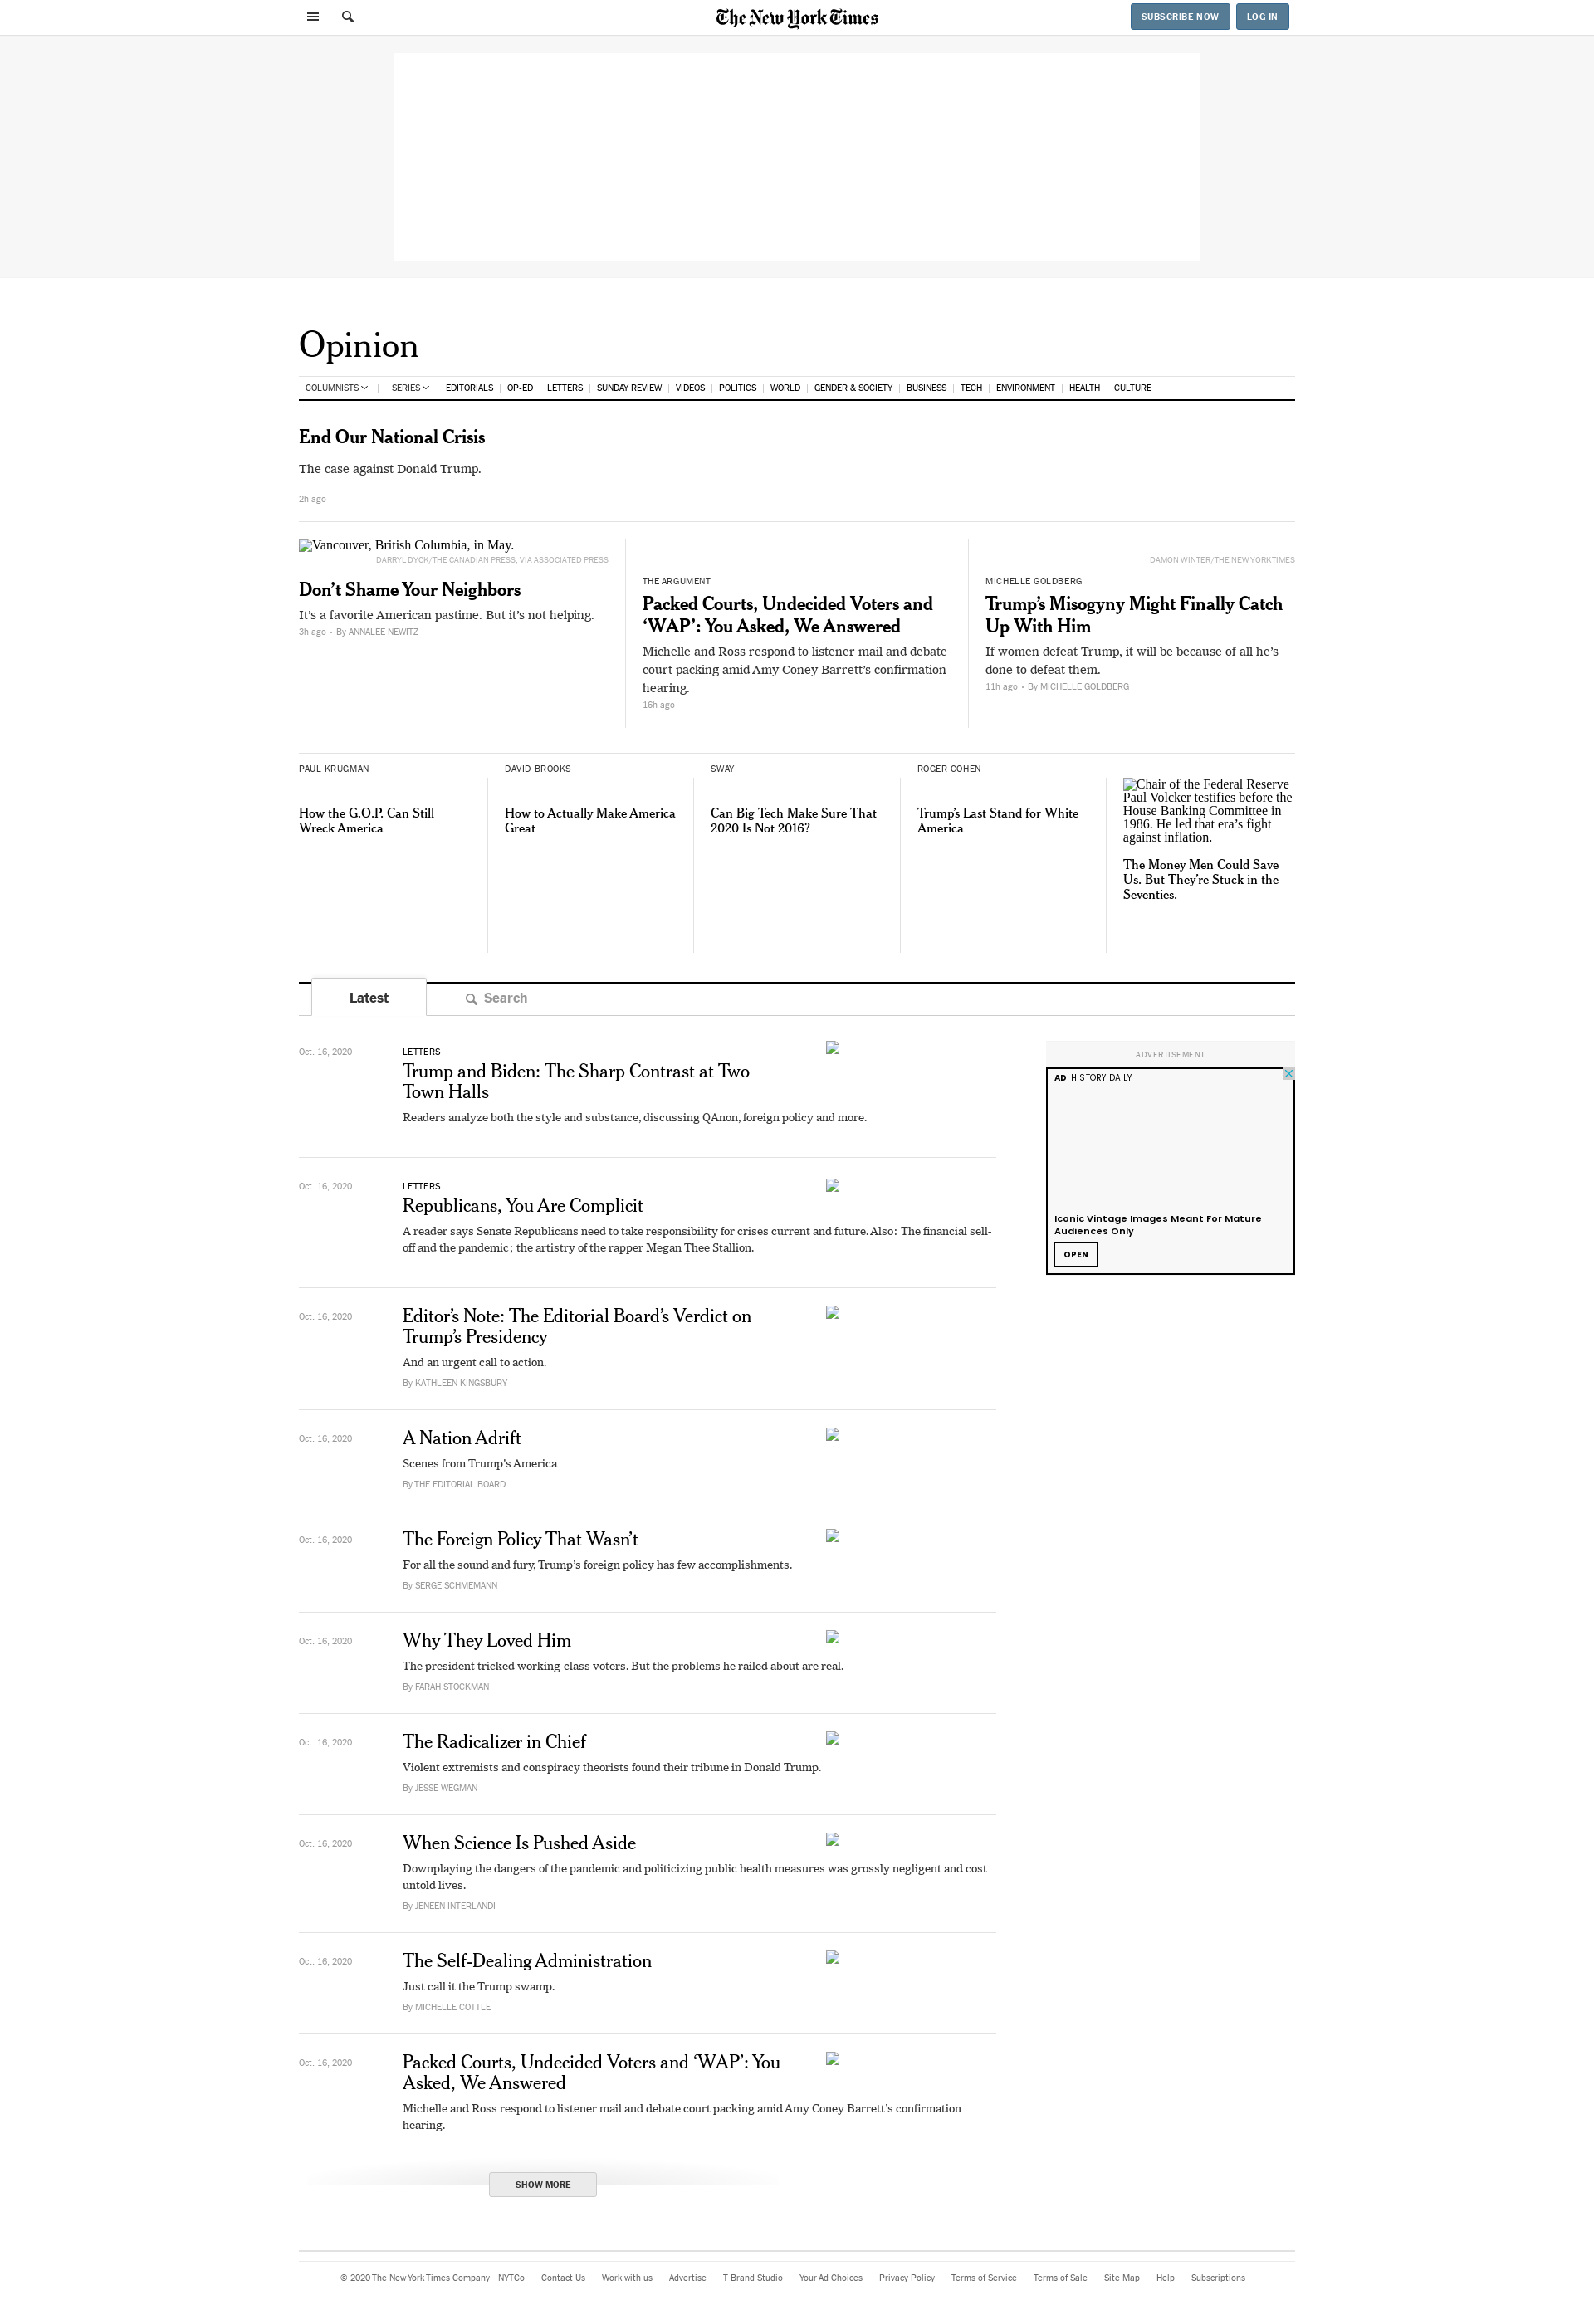 The New York Times
SUBSCRIBE NOW
LOG IN
Opinion
COLUMNISTS
SERIES
EDITORIALS
OP-ED
LETTERS
SUNDAY REVIEW
VIDEOS
POLITICS
WORLD
GENDER & SOCIETY
BUSINESS
TECH
ENVIRONMENT
HEALTH
CULTURE
End Our National Crisis
The case against Donald Trump.
2h ago
Vancouver, British Columbia, in May.
DARRYL DYCK/THE CANADIAN PRESS, VIA ASSOCIATED PRESS
Don’t Shame Your Neighbors
It’s a favorite American pastime. But it’s not helping.
3h ago • By ANNALEE NEWITZ
THE ARGUMENT
Packed Courts, Undecided Voters and
‘WAP’: You Asked, We Answered
Michelle and Ross respond to listener mail and debate
court packing amid Amy Coney Barrett’s confirmation
hearing.
16h ago
DAMON WINTER/THE NEW YORK TIMES
MICHELLE GOLDBERG
Trump’s Misogyny Might Finally Catch
Up With Him
If women defeat Trump, it will be because of all he’s
done to defeat them.
11h ago • By MICHELLE GOLDBERG
PAUL KRUGMAN
How the G.O.P. Can Still
Wreck America
DAVID BROOKS
How to Actually Make America
Great
SWAY
Can Big Tech Make Sure That
2020 Is Not 2016?
ROGER COHEN
Trump’s Last Stand for White
America
Chair of the Federal Reserve
Paul Volcker testifies before the
House Banking Committee in
1986. He led that era’s fight
against inflation.
The Money Men Could Save
Us. But They’re Stuck in the
Seventies.
Latest
Search
Oct. 16, 2020
LETTERS
Trump and Biden: The Sharp Contrast at Two
Town Halls
Readers analyze both the style and substance, discussing QAnon, foreign policy and more.
Oct. 16, 2020
LETTERS
Republicans, You Are Complicit
A reader says Senate Republicans need to take responsibility for crises current and future. Also: The financial sell-
off and the pandemic; the artistry of the rapper Megan Thee Stallion.
Oct. 16, 2020
Editor’s Note: The Editorial Board’s Verdict on
Trump’s Presidency
And an urgent call to action.
By KATHLEEN KINGSBURY
Oct. 16, 2020
A Nation Adrift
Scenes from Trump’s America
By THE EDITORIAL BOARD
Oct. 16, 2020
The Foreign Policy That Wasn’t
For all the sound and fury, Trump’s foreign policy has few accomplishments.
By SERGE SCHMEMANN
Oct. 16, 2020
Why They Loved Him
The president tricked working-class voters. But the problems he railed about are real.
By FARAH STOCKMAN
Oct. 16, 2020
The Radicalizer in Chief
Violent extremists and conspiracy theorists found their tribune in Donald Trump.
By JESSE WEGMAN
Oct. 16, 2020
When Science Is Pushed Aside
Downplaying the dangers of the pandemic and politicizing public health measures was grossly negligent and cost
untold lives.
By JENEEN INTERLANDI
Oct. 16, 2020
The Self-Dealing Administration
Just call it the Trump swamp.
By MICHELLE COTTLE
Oct. 16, 2020
Packed Courts, Undecided Voters and ‘WAP’: You
Asked, We Answered
Michelle and Ross respond to listener mail and debate court packing amid Amy Coney Barrett’s confirmation
hearing.
SHOW MORE
ADVERTISEMENT
AD HISTORY DAILY
Iconic Vintage Images Meant For Mature
Audiences Only
OPEN
© 2020 The New York Times Company
NYTCo
Contact Us
Work with us
Advertise
T Brand Studio
Your Ad Choices
Privacy Policy
Terms of Service
Terms of Sale
Site Map
Help
Subscriptions